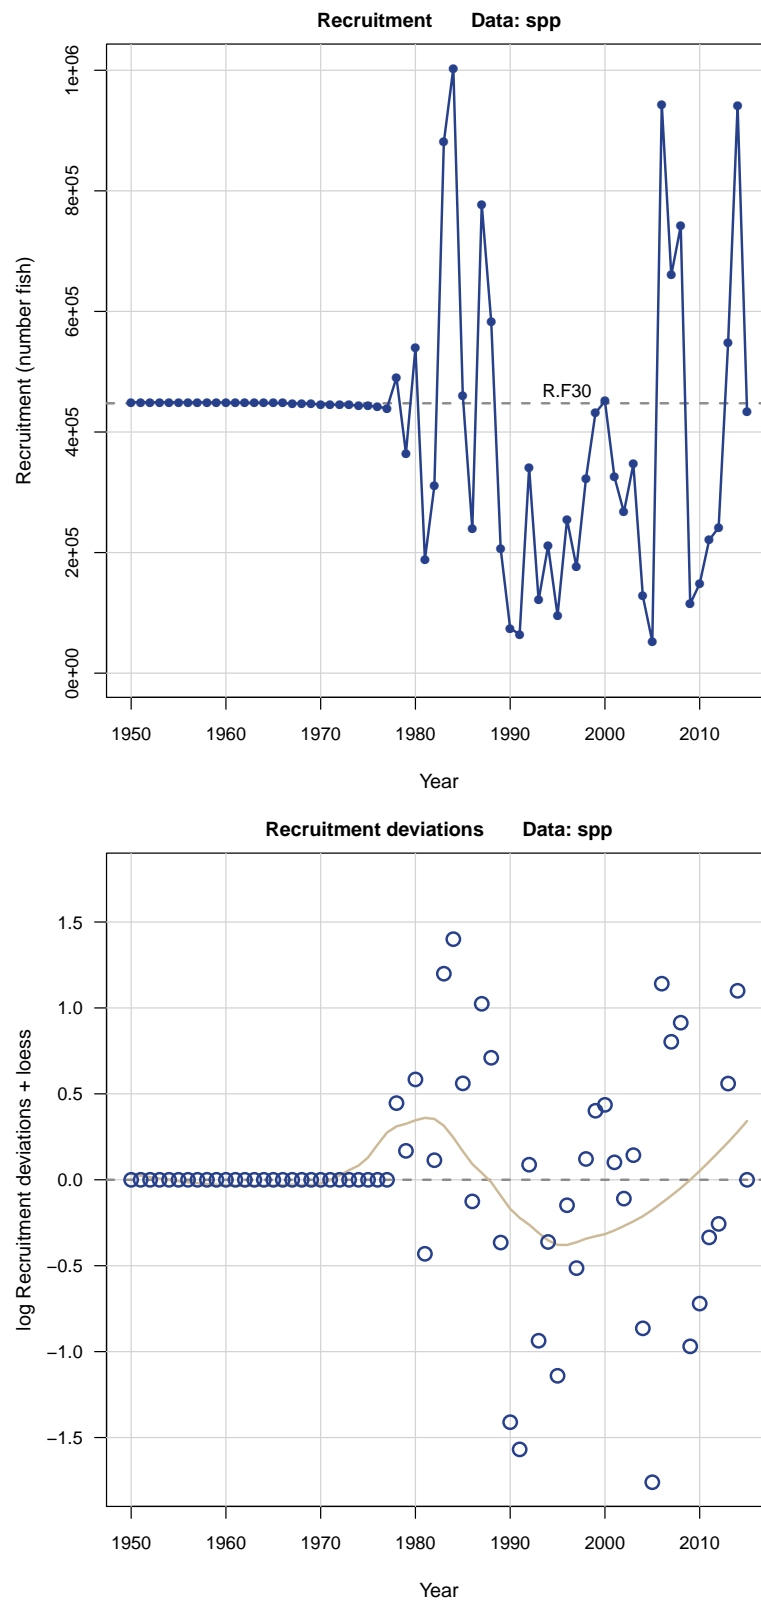 Recruitment Data: spp
1e+06
8e+05
6e+05
4e+05
2e+05
0e+00
Recruitment (number fish)
R.F30
1950 1960 1970 1980 1990 2000 2010
Year
Recruitment deviations Data: spp
1.5
1.0
0.5
0.0
−0.5
−1.0
−1.5
log Recruitment deviations + loess
1950 1960 1970 1980 1990 2000 2010
Year